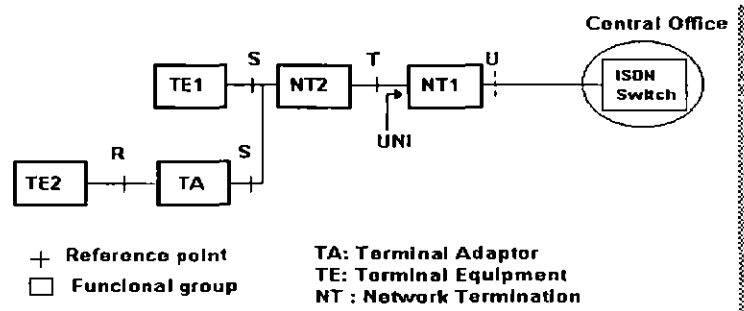 Central Office
S T U
TE1 NT2 NT1 ISDN
Switch
UNI
R S
TE2 TA
Reference point
Funcional group
TA: Terminal Adaptor
TE: Terminal Equipment
NT : Network Termination